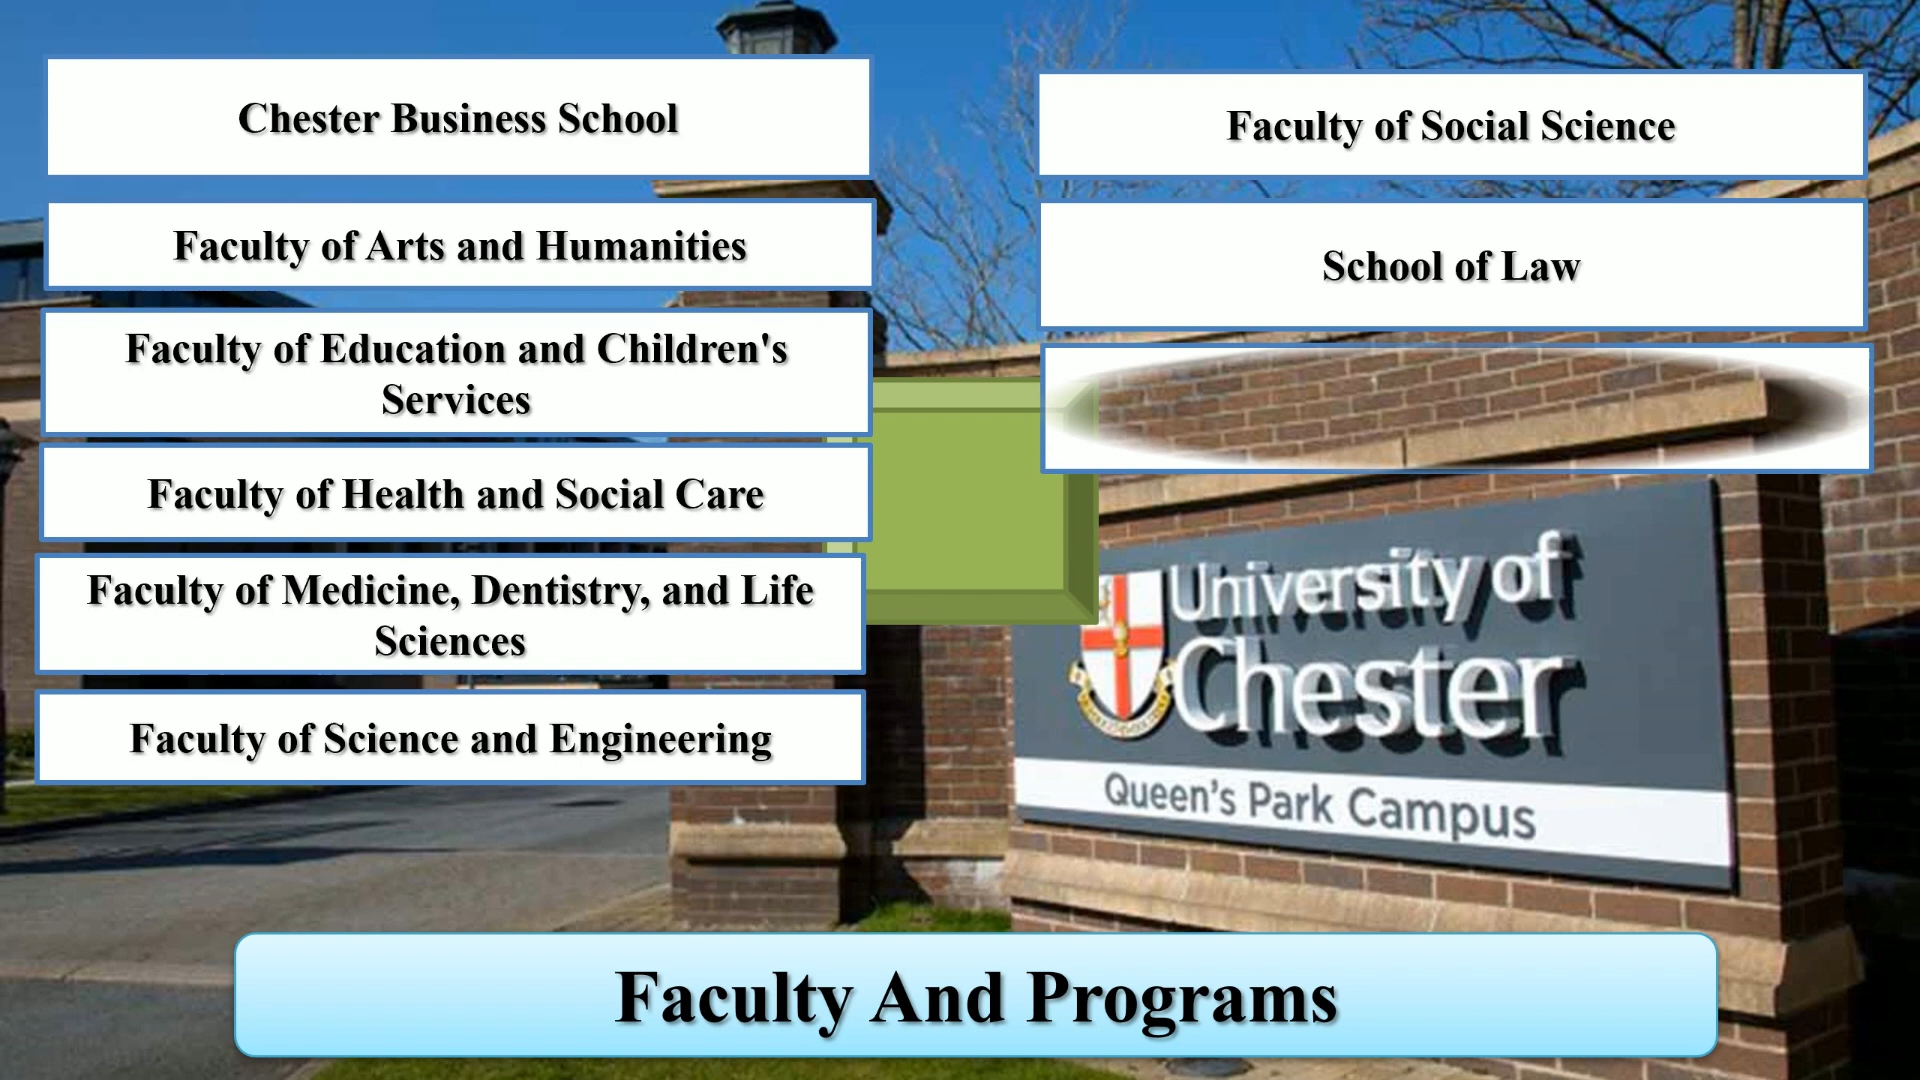 Chester Business School
Faculty of Arts and Humanities
Faculty of Education and Children's
Services
Faculty of Health and Social Care
Faculty of Medicine, Dentistry, and Life
Sciences
Faculty of Science and Engineering
Faculty of Social Science
School of Law
University of
Chester
Queen's Park Campus
Faculty And Programs